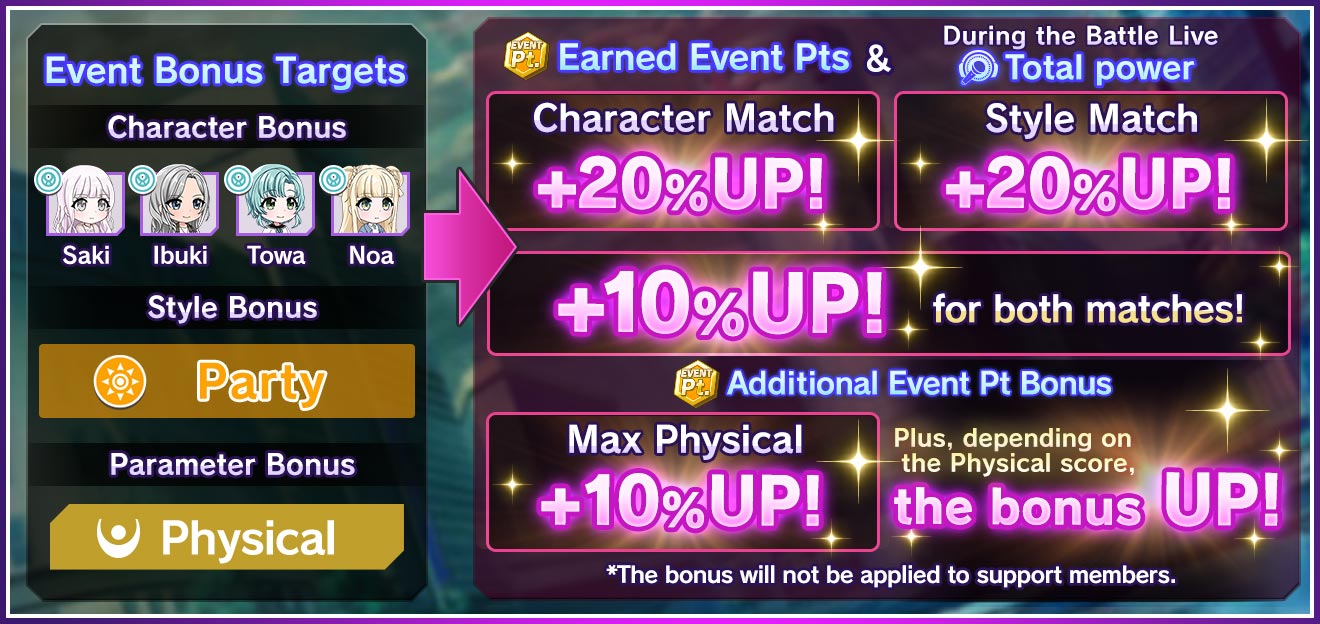 Event Bonus Targets
Character Bonus
Saki Ibuki Towa Noa
Style Bonus
Party
Parameter Bonus
Physical
EVENT Pt. Earned Event Pts &
During the Battle Live
Total power
Character Match
+20%UP!
Style Match
+20%UP!
+10%UP! for both matches!
EVENT Pt. Additional Event Pt Bonus
Max Physical
+10%UP!
Plus, depending on
the Physical score,
the bonus UP!
*The bonus will not be applied to support members.